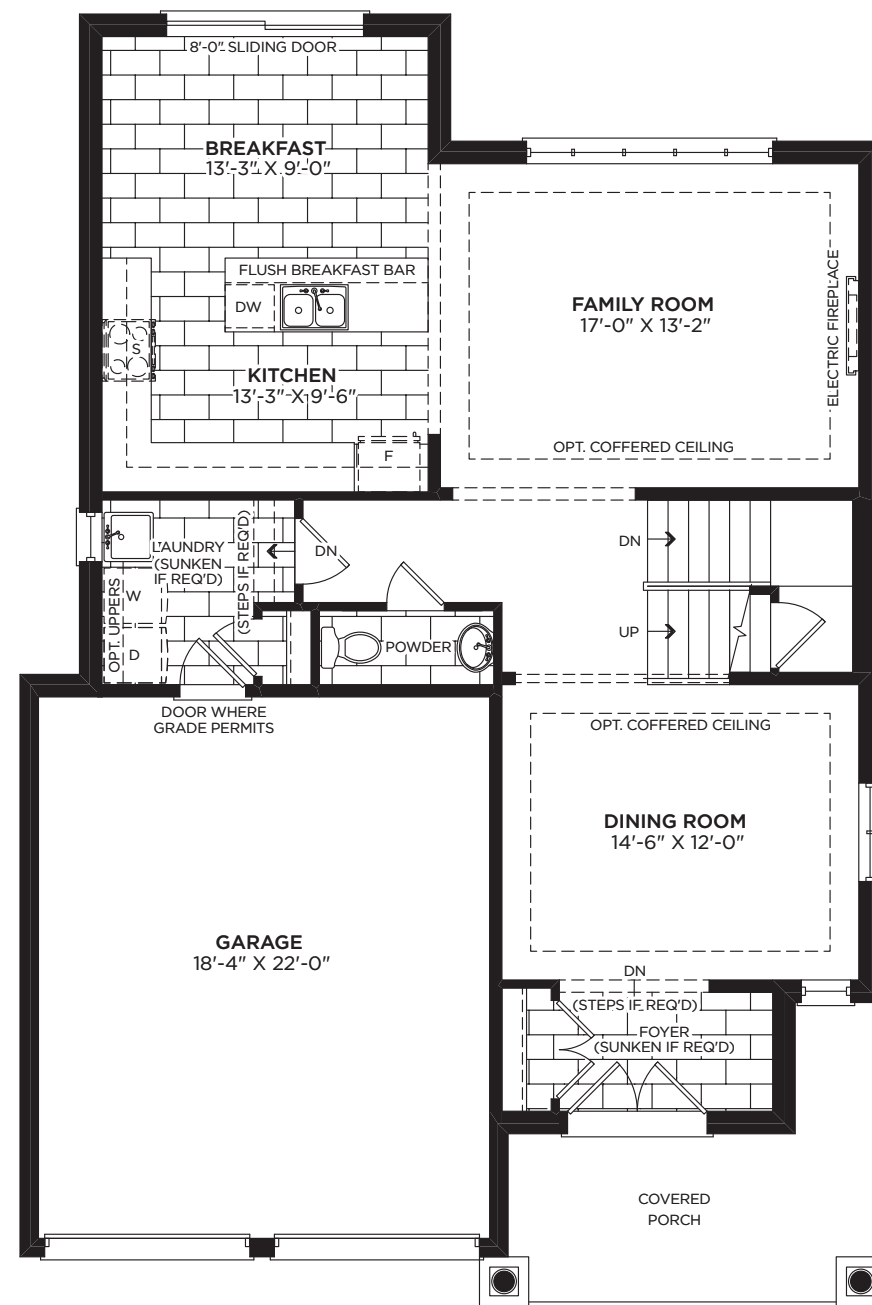 8'-0" SLIDING DOOR
BREAKFAST
13'-3" X 9'-0"
FLUSH BREAKFAST BAR
DW
S
KITCHEN
13'-3" X 9'-6"
F
FAMILY ROOM
17'-0" X 13'-2"
ELECTRIC FIREPLACE
OPT. COFFERED CEILING
LAUNDRY
(SUNKEN
IF REQ'D)
(STEPS IF REQ'D)
DN
OPT. UPPERS
W
D
POWDER
DN
UP
DOOR WHERE
GRADE PERMITS
OPT. COFFERED CEILING
DINING ROOM
14'-6" X 12'-0"
GARAGE
18'-4" X 22'-0"
DN
(STEPS IF REQ'D)
FOYER
(SUNKEN IF REQ'D)
COVERED
PORCH